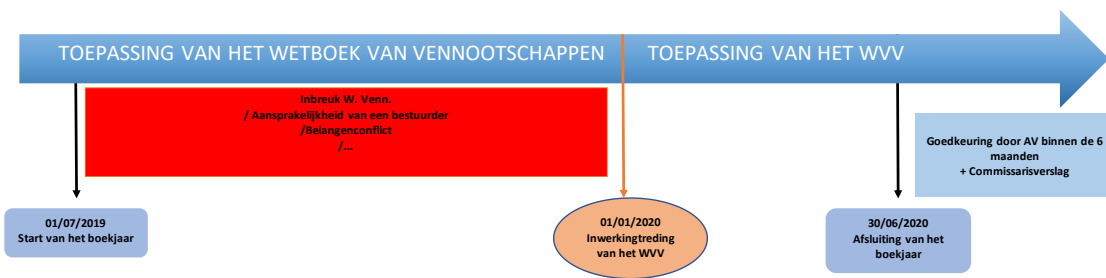 TOEPASSING VAN HET WETBOEK VAN VENNOOTSCHAPPEN
TOEPASSING VAN HET WVV
Inbreuk W. Venn.
/ Aansprakelijkheid van een bestuurder
/Belangenconflict
/...
Goedkeuring door AV binnen de 6
maanden
+ Commissarisverslag
01/07/2019
Start van het boekjaar
01/01/2020
Inwerkingtreding
van het WVV
30/06/2020
Afsluiting van het
boekjaar